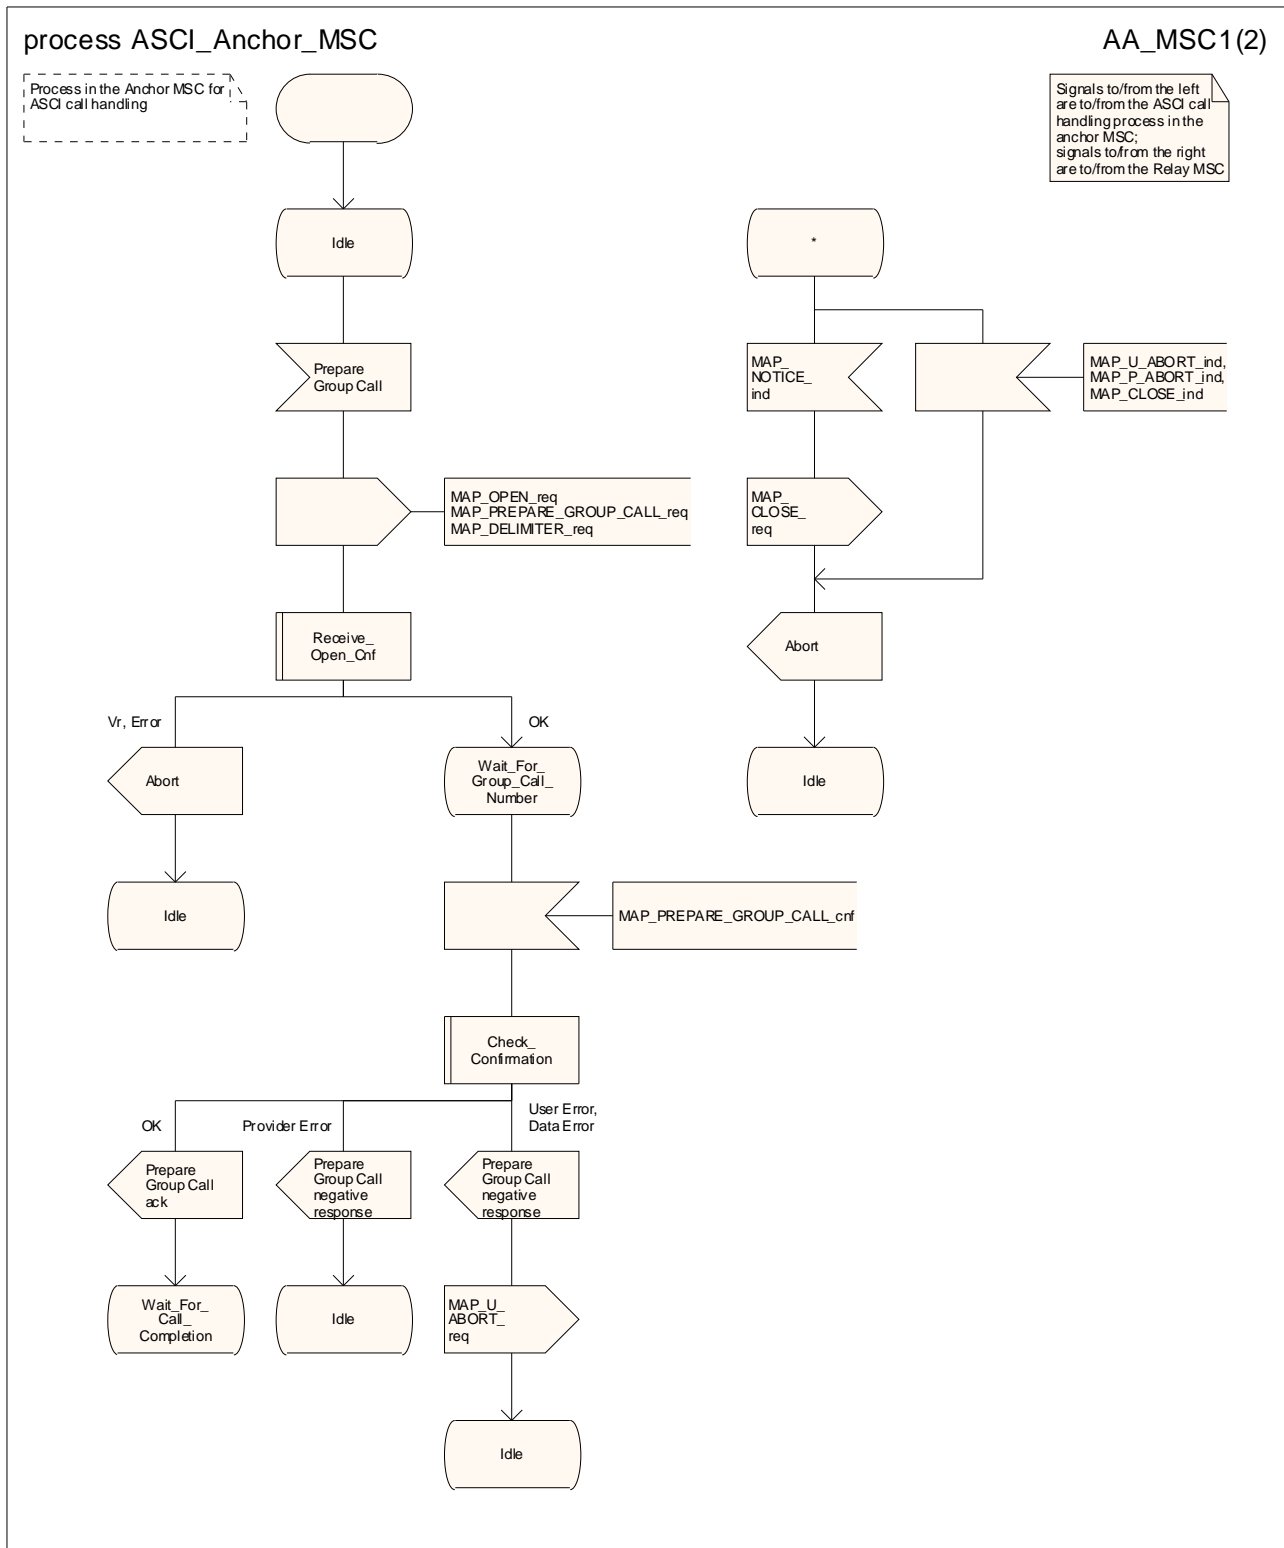 process ASCI_Anchor_MSC
AA_MSC1(2)
Process in the Anchor MSC for
ASCI call handling
Signals to/from the left
are to/from the ASCI call
handling process in the
anchor MSC;
signals to/from the right
are to/from the Relay MSC
Idle
*
Prepare
Group Call
MAP_
NOTICE_
ind
MAP_U_ABORT_ind,
MAP_P_ABORT_ind,
MAP_CLOSE_ind
MAP_OPEN_req
MAP_PREPARE_GROUP_CALL_req
MAP_DELIMITER_req
MAP_
CLOSE_
req
Receive_
Open_Cnf
Abort
Vr, Error
OK
Abort
Wait_For_
Group_Call_
Number
Idle
Idle
MAP_PREPARE_GROUP_CALL_cnf
Check_
Confirmation
OK
Provider Error
User Error,
Data Error
Prepare
Group Call
ack
Prepare
Group Call
negative
response
Prepare
Group Call
negative
response
Wait_For_
Call_
Completion
Idle
MAP_U_
ABORT_
req
Idle